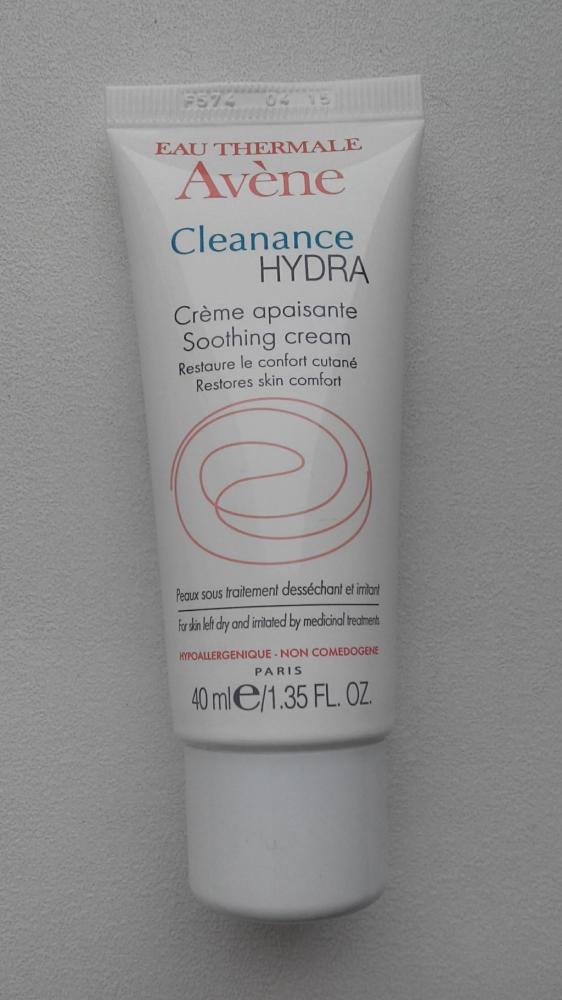 F574 04 15
EAU THERMALE
Avène
Cleanance
HYDRA
Crème apaisante
Soothing cream
Restaure le confort cutané
Restores skin comfort
Peaux sous traitement desséchant et irritant
For skin left dry and irritated by medicinal treatments
HYPOALLERGENIQUE - NON COMEDOGENE
PARIS
40 ml e/1.35 FL. OZ.